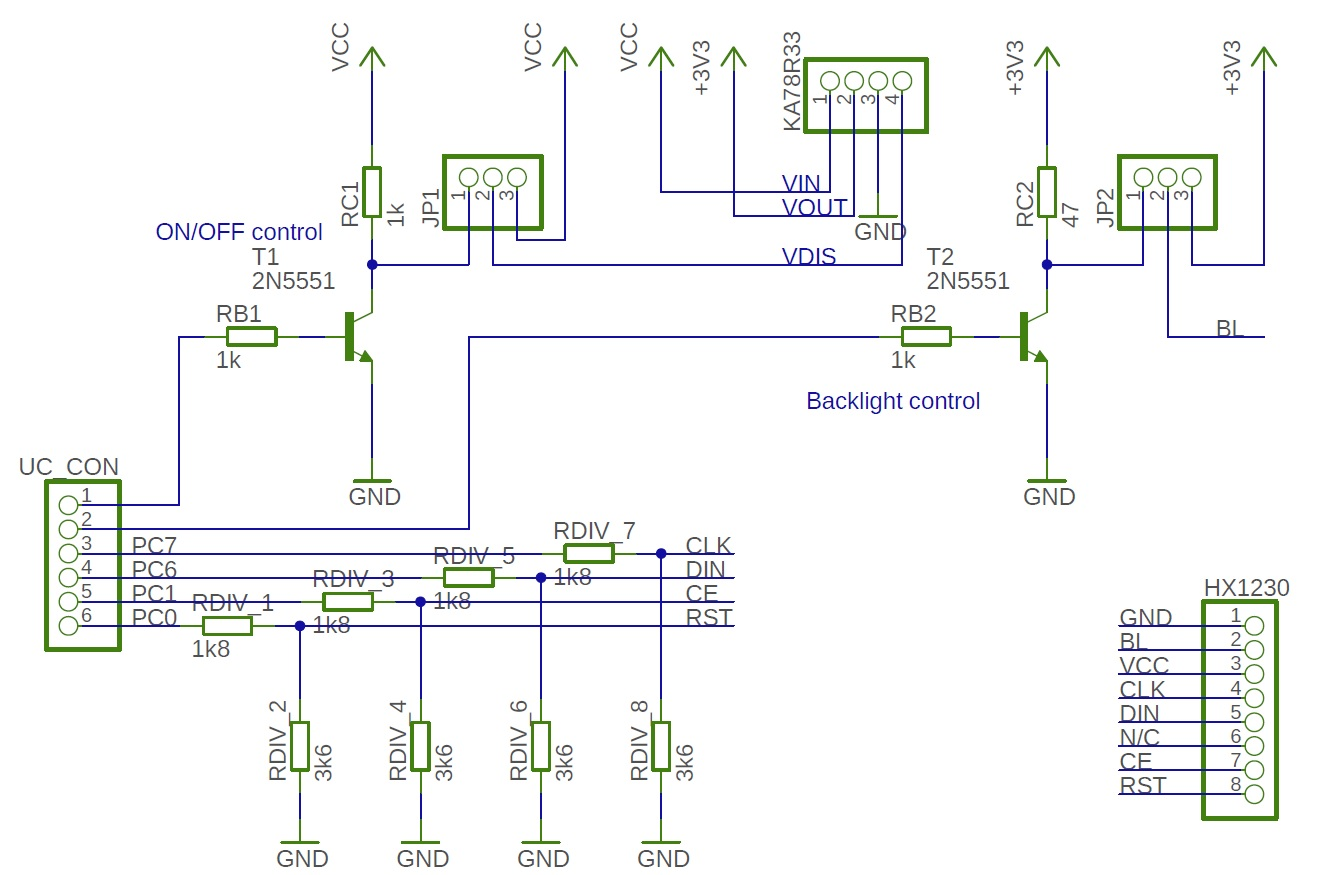 VCC
VCC
VCC
+3V3
KA78R33
1
2
3
4
+3V3
+3V3
RC1
1k
JP1
1
2
3
VIN
VOUT
GND
VDIS
RC2
47
JP2
1
2
3
ON/OFF control
T1
2N5551
T2
2N5551
RB1
1k
RB2
1k
BL
Backlight control
GND
GND
UC_CON
1
2
3
4
5
6
PC7
PC6
PC1
PC0
RDIV_7
1k8
RDIV_5
1k8
RDIV_3
1k8
RDIV_1
1k8
CLK
DIN
CE
RST
RDIV_2
3k6
RDIV_4
3k6
RDIV_6
3k6
RDIV_8
3k6
GND
GND
GND
GND
HX1230
GND 1
BL 2
VCC 3
CLK 4
DIN 5
N/C 6
CE 7
RST 8